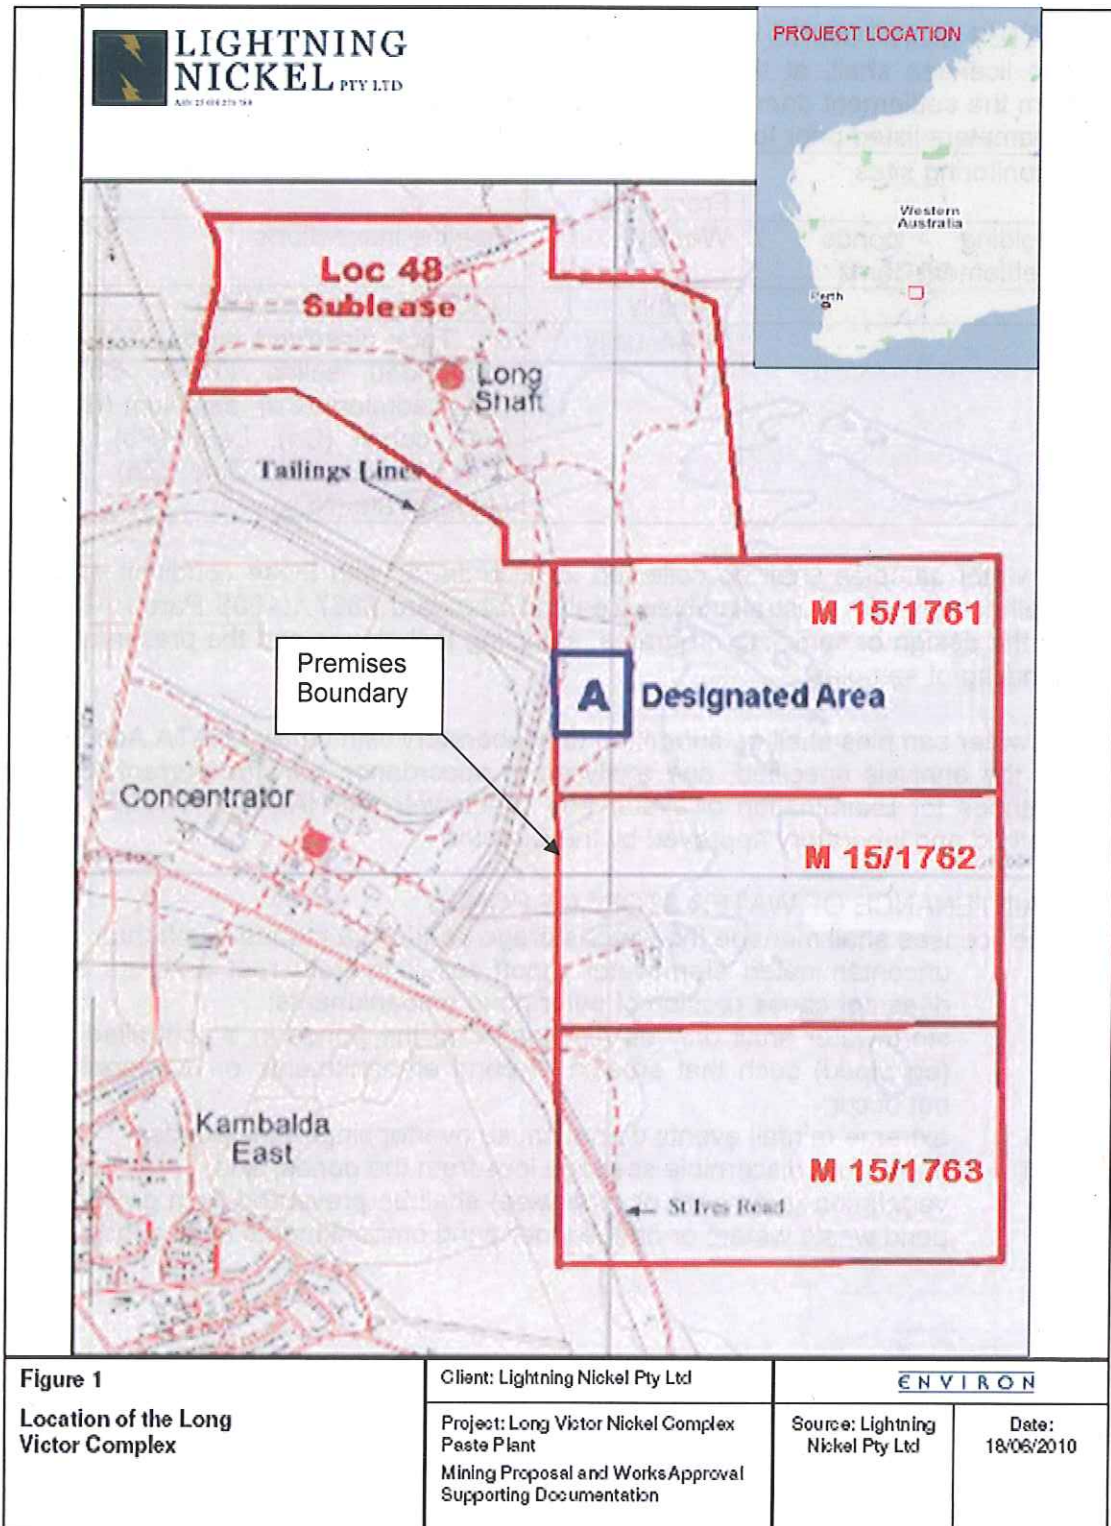 LIGHTNING
NICKEL PTY LTD
PROJECT LOCATION
Western
Australia
Perth
Loc 48
Sublease
Long
Shaft
Tailings Lines
M 15/1761
Premises
Boundary
A Designated Area
Concentrator
M 15/1762
Kambalda
East
M 15/1763
St Ives Road
Figure 1
Location of the Long
Victor Complex
Client: Lightning Nickel Pty Ltd
Project: Long Victor Nickel Complex
Paste Plant
Mining Proposal and Works Approval
Supporting Documentation
ENVIRON
Source: Lightning
Nickel Pty Ltd
Date:
18/06/2010